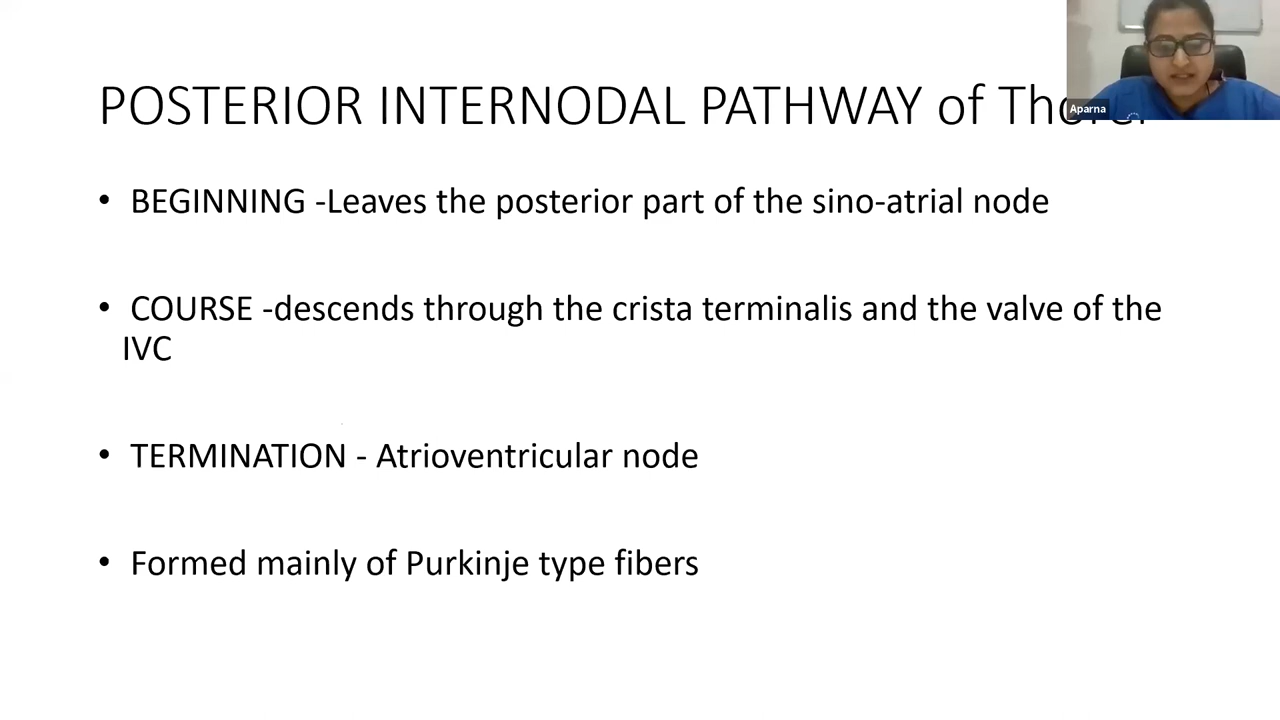 POSTERIOR INTERNODAL PATHWAY of
Aparna
• BEGINNING -Leaves the posterior part of the sino-atrial node
• COURSE -descends through the crista terminalis and the valve of the
IVC
• TERMINATION - Atrioventricular node
• Formed mainly of Purkinje type fibers